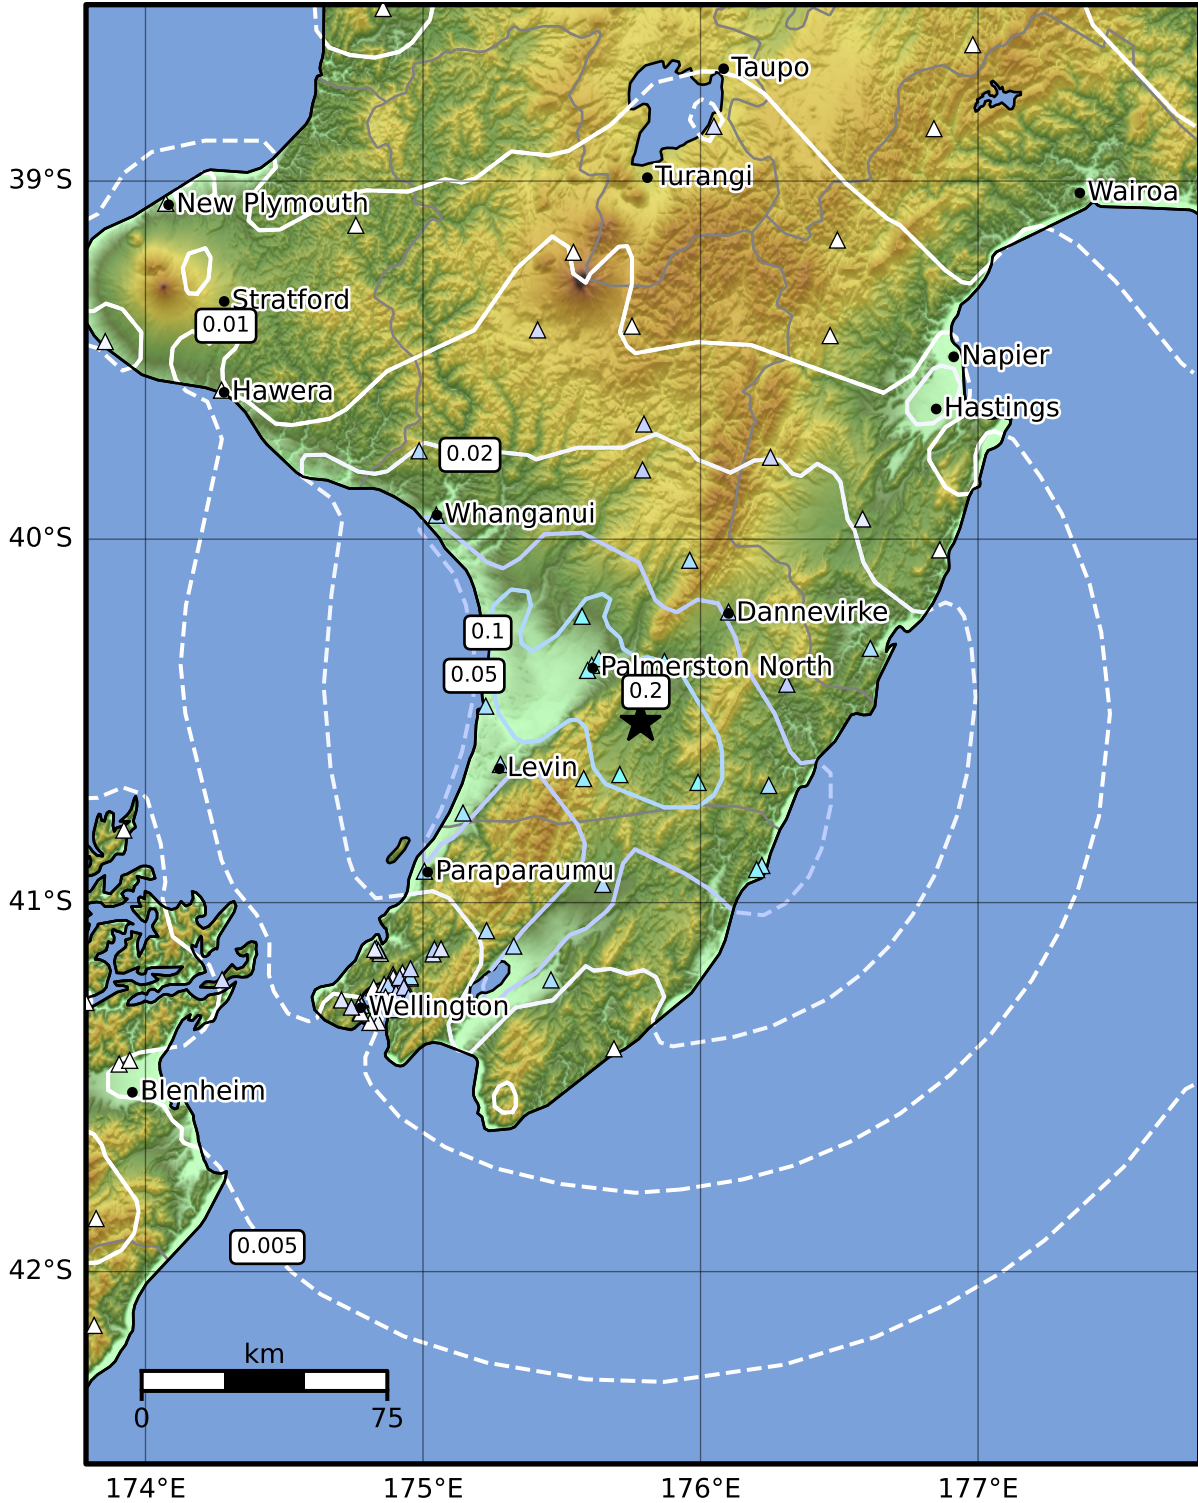 Taupo
39°S
Turangi
Wairoa
New Plymouth
Stratford
0.01
Napier
Hawera
Hastings
0.02
Whanganui
40°S
Dannevirke
0.1
Palmerston North
0.05
0.2
Levin
Paraparaumu
41°S
Wellington
Blenheim
0.005
42°S
km
0 75
174°E 175°E 176°E 177°E